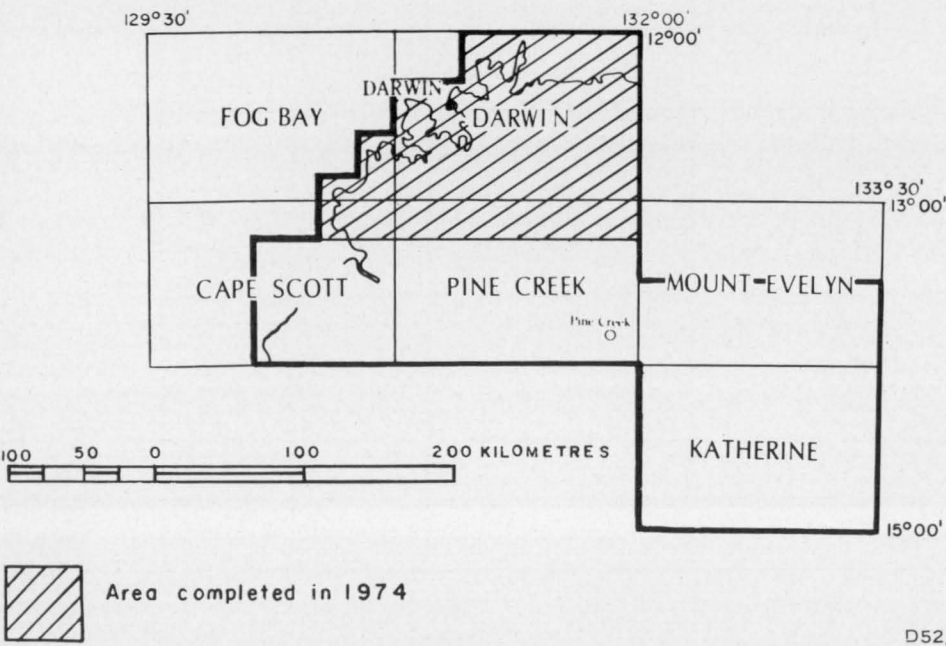 129°30'
132°00'
12°00'
DARWIN
FOG BAY
DARWIN
133°30'
13°00'
CAPE SCOTT
PINE CREEK
MOUNT EVELYN
Pine Creek
KATHERINE
100 50 0 100 200 KILOMETRES
15°00'
Area completed in 1974
D52